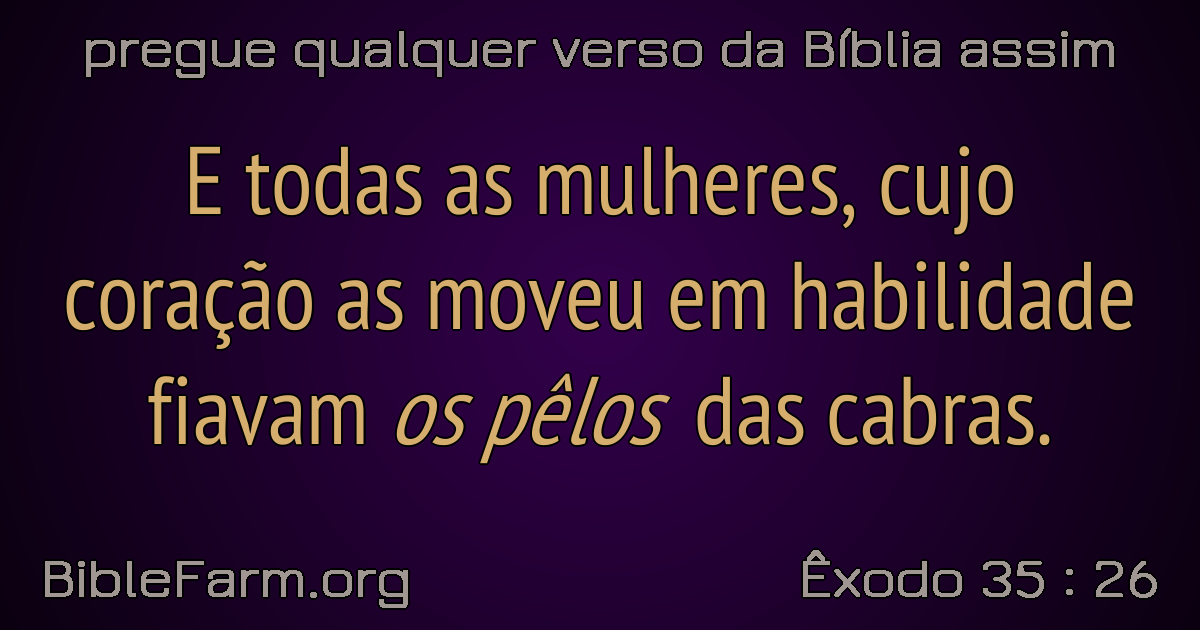 pregue qualquer verso da Bíblia assim
E todas as mulheres, cujo
coração as moveu em habilidade
fiavam os pêlos das cabras.
BibleFarm.org
Êxodo 35 : 26